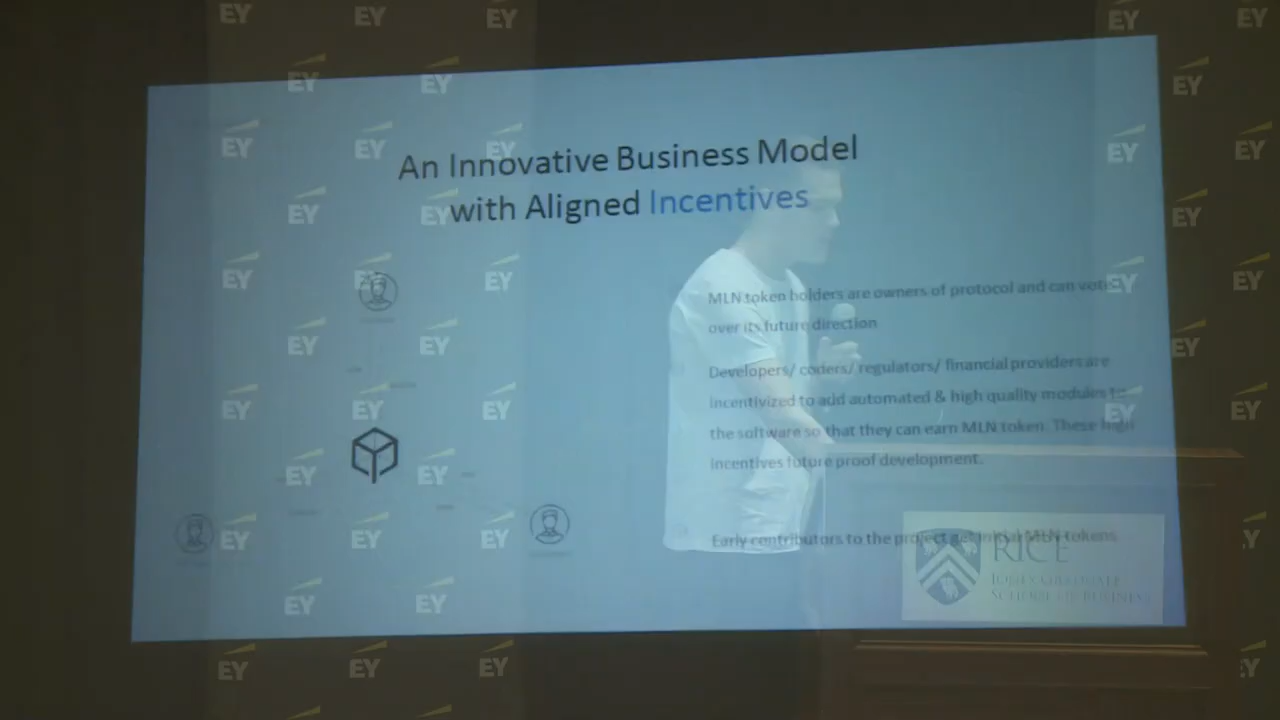 An Innovative Business Model
with Aligned Incentives
MLN token holders are owners of protocol and can vote
over its future direction
Developers/ coders/ regulators/ financial providers are
incentivized to add automated & high quality modules to
the software so that they can earn MLN token. These high
incentives future proof development.
Early contributors to the project get initial MLN tokens
RICE
JONES GRADUATE
SCHOOL OF BUSINESS
EY